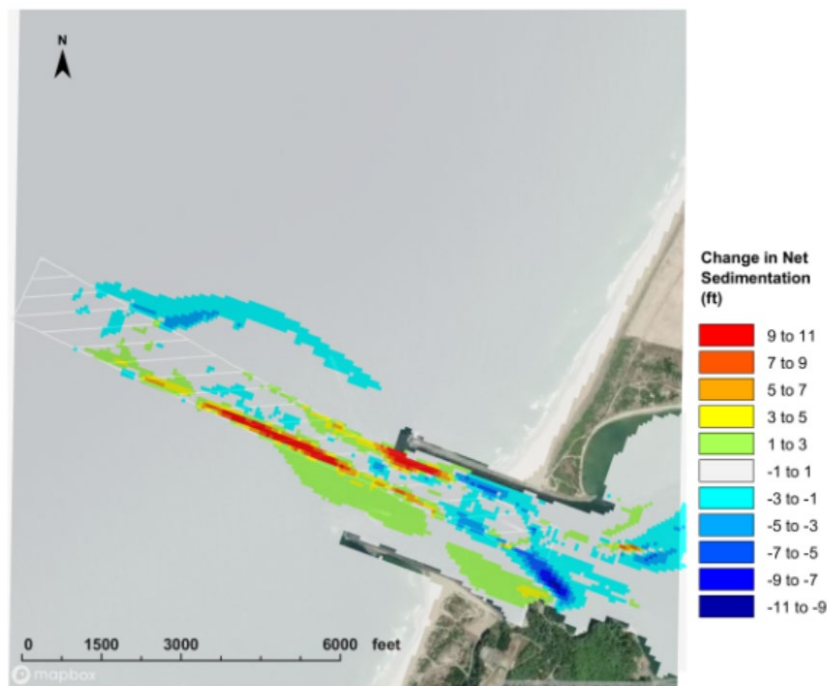 N
Change in Net
Sedimentation
(ft)
9 to 11
7 to 9
5 to 7
3 to 5
1 to 3
-1 to 1
-3 to -1
-5 to -3
-7 to -5
-9 to -7
-11 to -9
0 1500 3000 6000 feet
mapbox